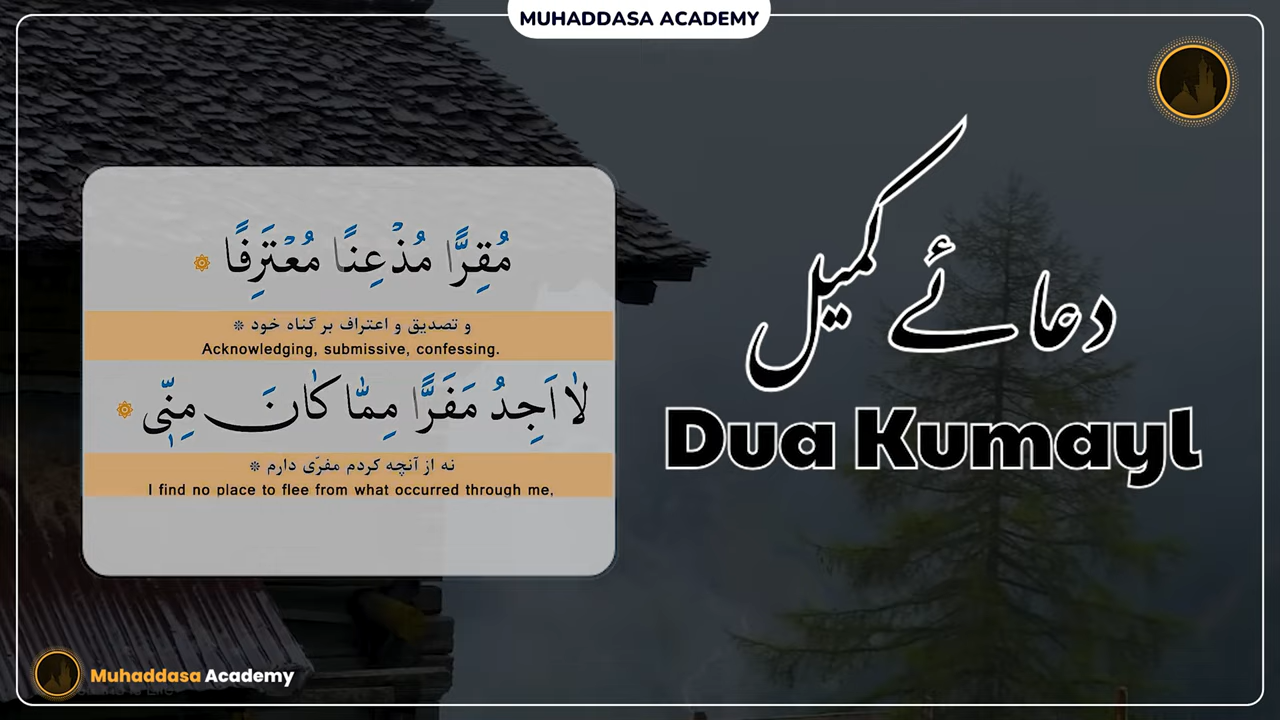 MUHADDASA ACADEMY
مُقِرًّا مُذْعِنًا مُعْتَرِفًا
و تصدیق و اعتراف بر گناه خود *
Acknowledging, submissive, confessing.
لٰا اَجِدُ مَفَرًّا مِمّٰا كٰانَ مِنّٖى
نه از آنچه کردم مفرّی دارم *
I find no place to flee from what occurred through me,
دعائے کمیل
Dua Kumayl
Muhaddasa Academy